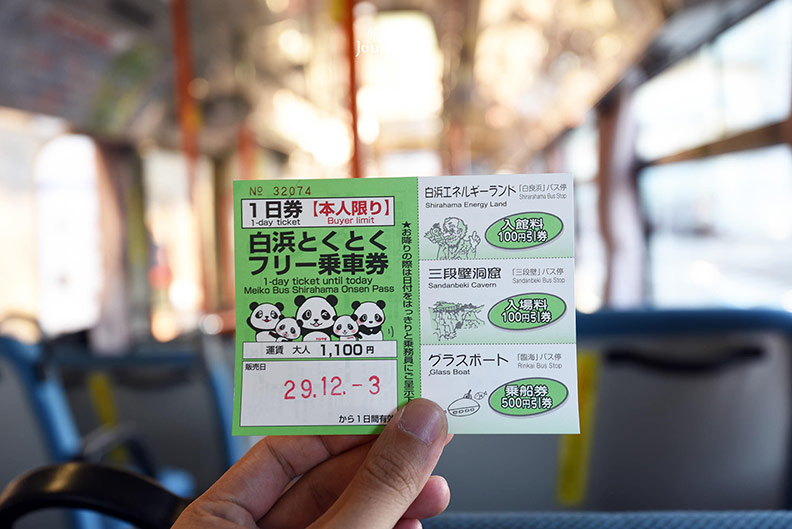 Jou
№ 32074
1日券【本人限り】
1-day ticket Buyer limit
白浜とくとく
フリー乗車券
1-day ticket until today
Meiko Bus Shirahama Onsen Pass
運賃 大人 1,100円
販売日
29.12.-3
から1日間有効
★お降りの際は日付をはっきりと乗務員にご呈示
白浜エネルギーランド 「白良浜」バス停
Shirahama Energy Land Shirarahama Bus Stop
入館料
100円引券
三段壁洞窟 「三段壁」バス停
Sandanbeki Cavern Sandanbeki Bus Stop
入場料
100円引券
グラスボート 「臨海」バス停
Glass Boat Rinkai Bus Stop
乗船券
500円引券